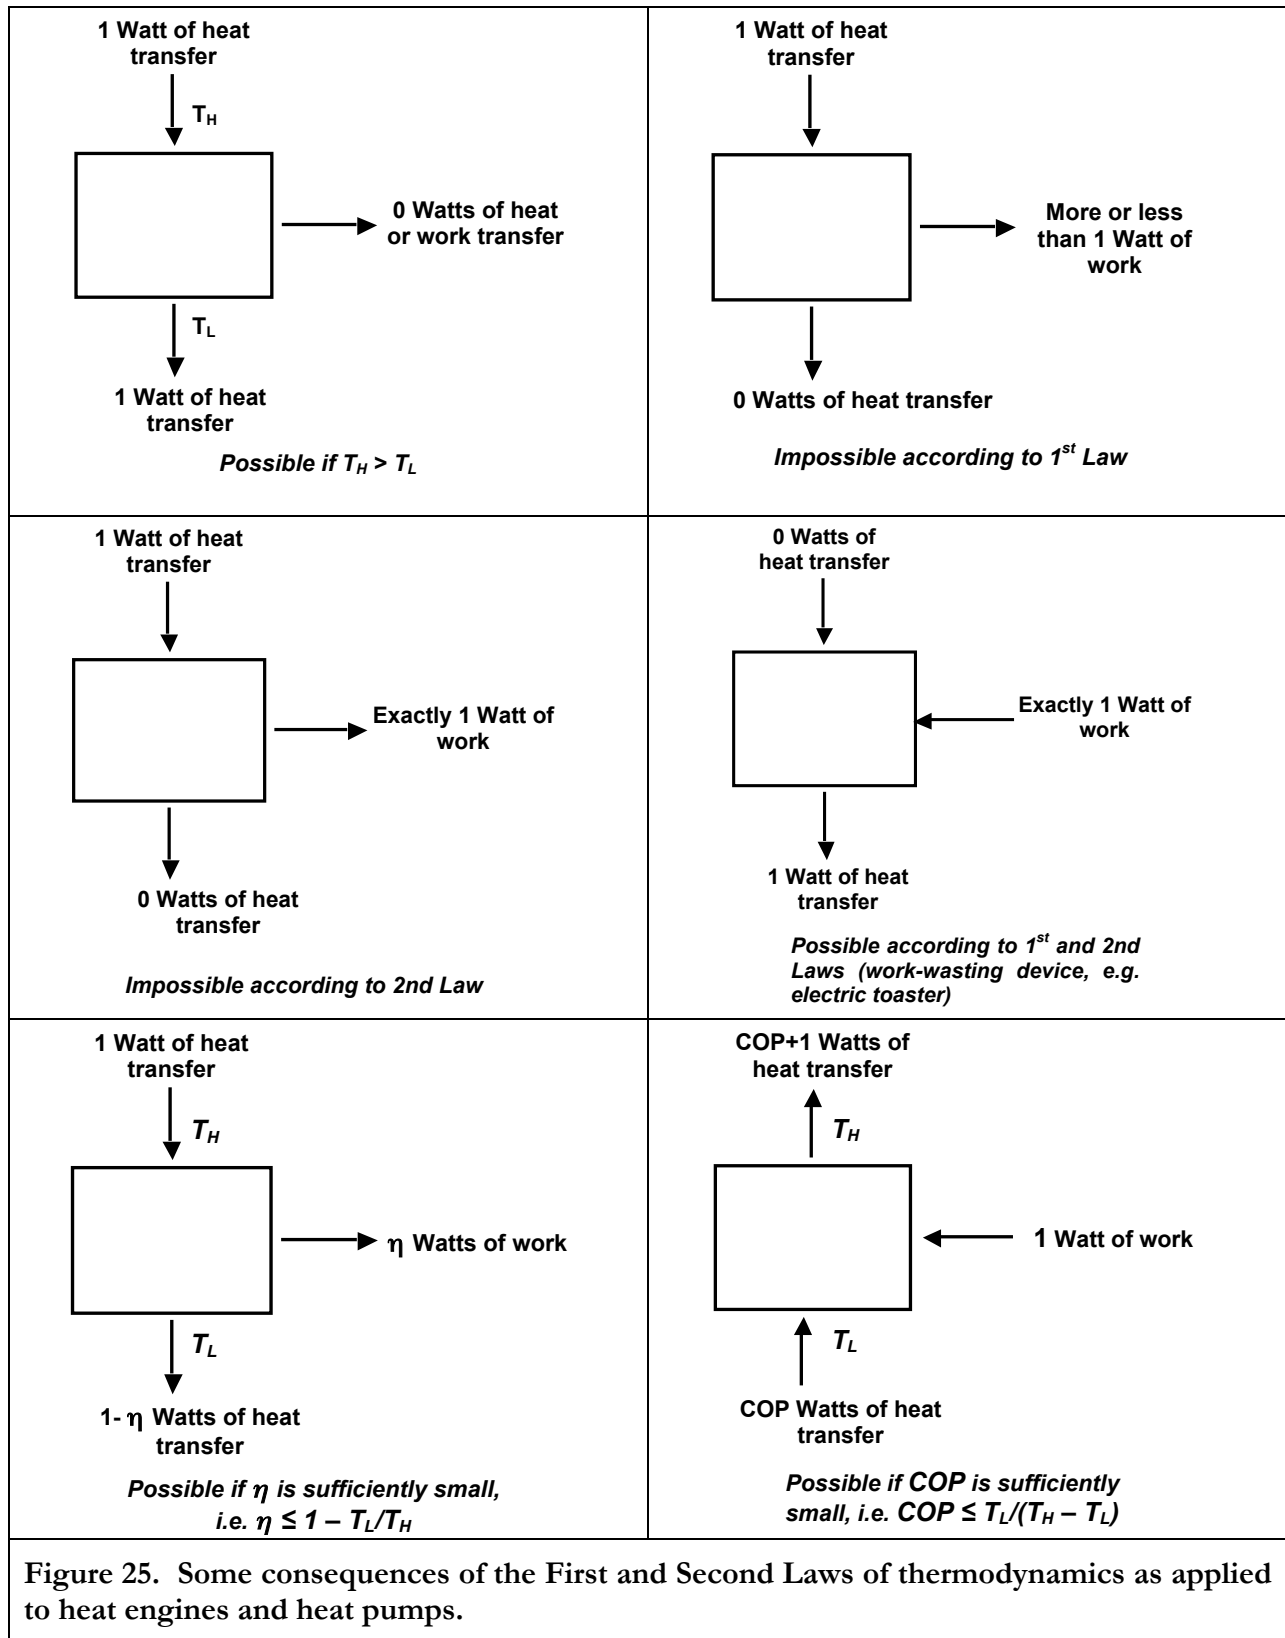 1 Watt of heat
transfer
T_H
0 Watts of heat
or work transfer
T_L
1 Watt of heat
transfer
Possible if T_H > T_L
1 Watt of heat
transfer
More or less
than 1 Watt of
work
0 Watts of heat transfer
Impossible according to 1st Law
1 Watt of heat
transfer
Exactly 1 Watt of
work
0 Watts of heat
transfer
Impossible according to 2nd Law
0 Watts of
heat transfer
Exactly 1 Watt of
work
1 Watt of heat
transfer
Possible according to 1st and 2nd
Laws (work-wasting device, e.g.
electric toaster)
1 Watt of heat
transfer
T_H
η Watts of work
T_L
1- η Watts of heat
transfer
Possible if η is sufficiently small,
i.e. η ≤ 1 – T_L/T_H
COP+1 Watts of
heat transfer
T_H
1 Watt of work
T_L
COP Watts of heat
transfer
Possible if COP is sufficiently
small, i.e. COP ≤ T_L/(T_H – T_L)
Figure 25. Some consequences of the First and Second Laws of thermodynamics as applied
to heat engines and heat pumps.